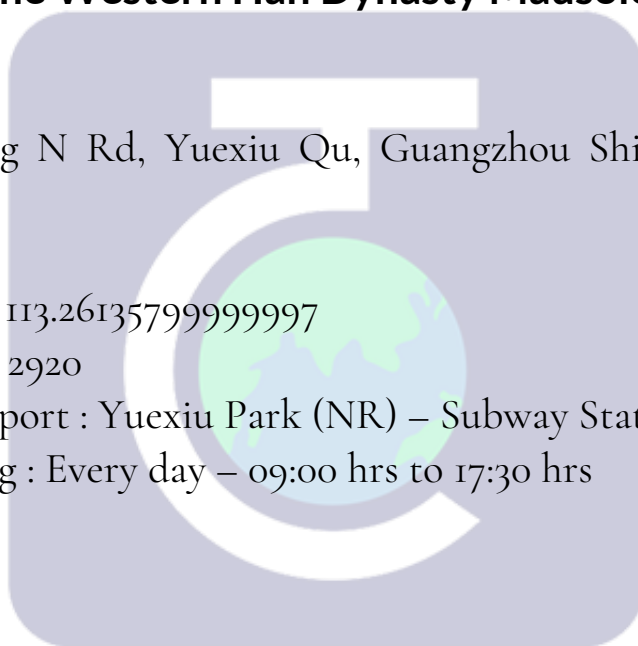 Western Han Dynasty
g N Rd, Yuexiu Qu, Guangzhou Shi
113.26135799999997
2920
port : Yuexiu Park (NR) – Subway Stat
g : Every day – 09:00 hrs to 17:30 hrs